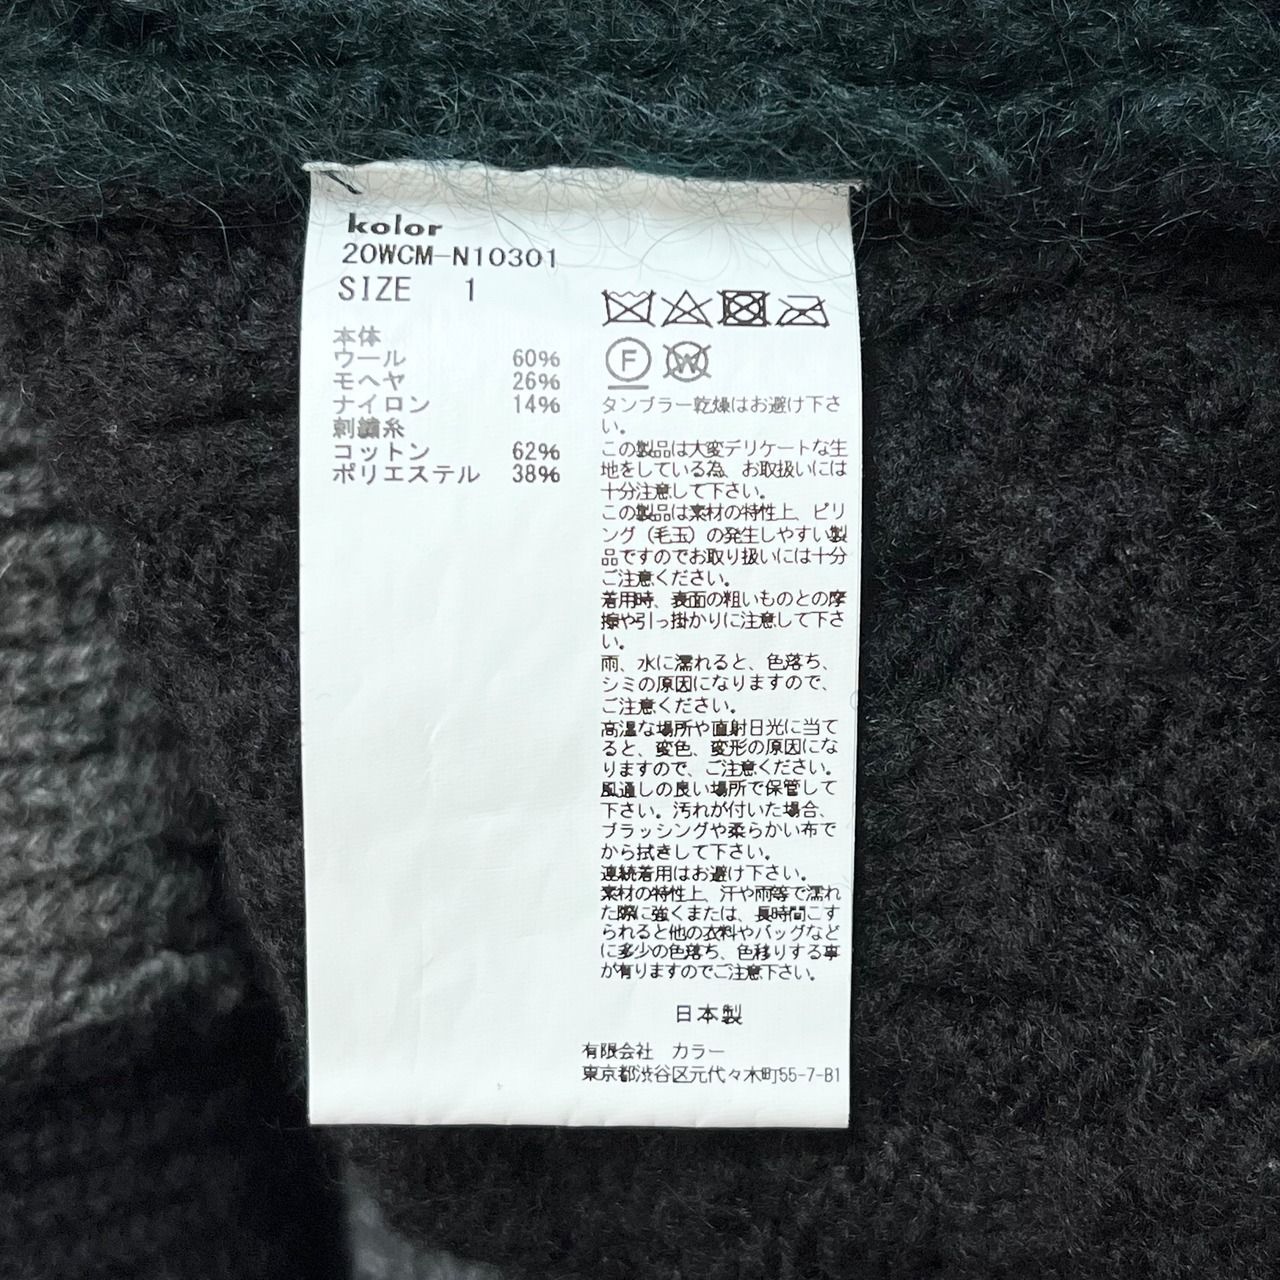 kolor
20WCM-N10301
SIZE 1
本体
ウール 60%
モヘヤ 26%
ナイロン 14%
刺繍糸
コットン 62%
ポリエステル 38%
F
W
タンブラー乾燥はお避け下さ
い。
この製品は大変デリケートな生
地をしている為、お取扱いには
十分注意して下さい。
この製品は素材の特性上、ピリ
ング（毛玉）の発生しやすい製
品ですのでお取り扱いには十分
ご注意ください。
着用時、表面の粗いものとの摩
擦や引っ掛かりに注意して下さ
い。
雨、水に濡れると、色落ち、
シミの原因になりますので、
ご注意ください。
高温な場所や直射日光に当て
ると、変色、変形の原因にな
りますので、ご注意ください。
風通しの良い場所で保管して
下さい。汚れが付いた場合、
ブラッシングや柔らかい布で
から拭きして下さい。
連続着用はお避け下さい。
素材の特性上、汗や雨等で濡れ
た際に強くまたは、長時間こす
られると他の衣料やバッグなど
に多少の色落ち、色移りする事
が有りますのでご注意下さい。
日本製
有限会社 カラー
東京都渋谷区元代々木町55-7-B1